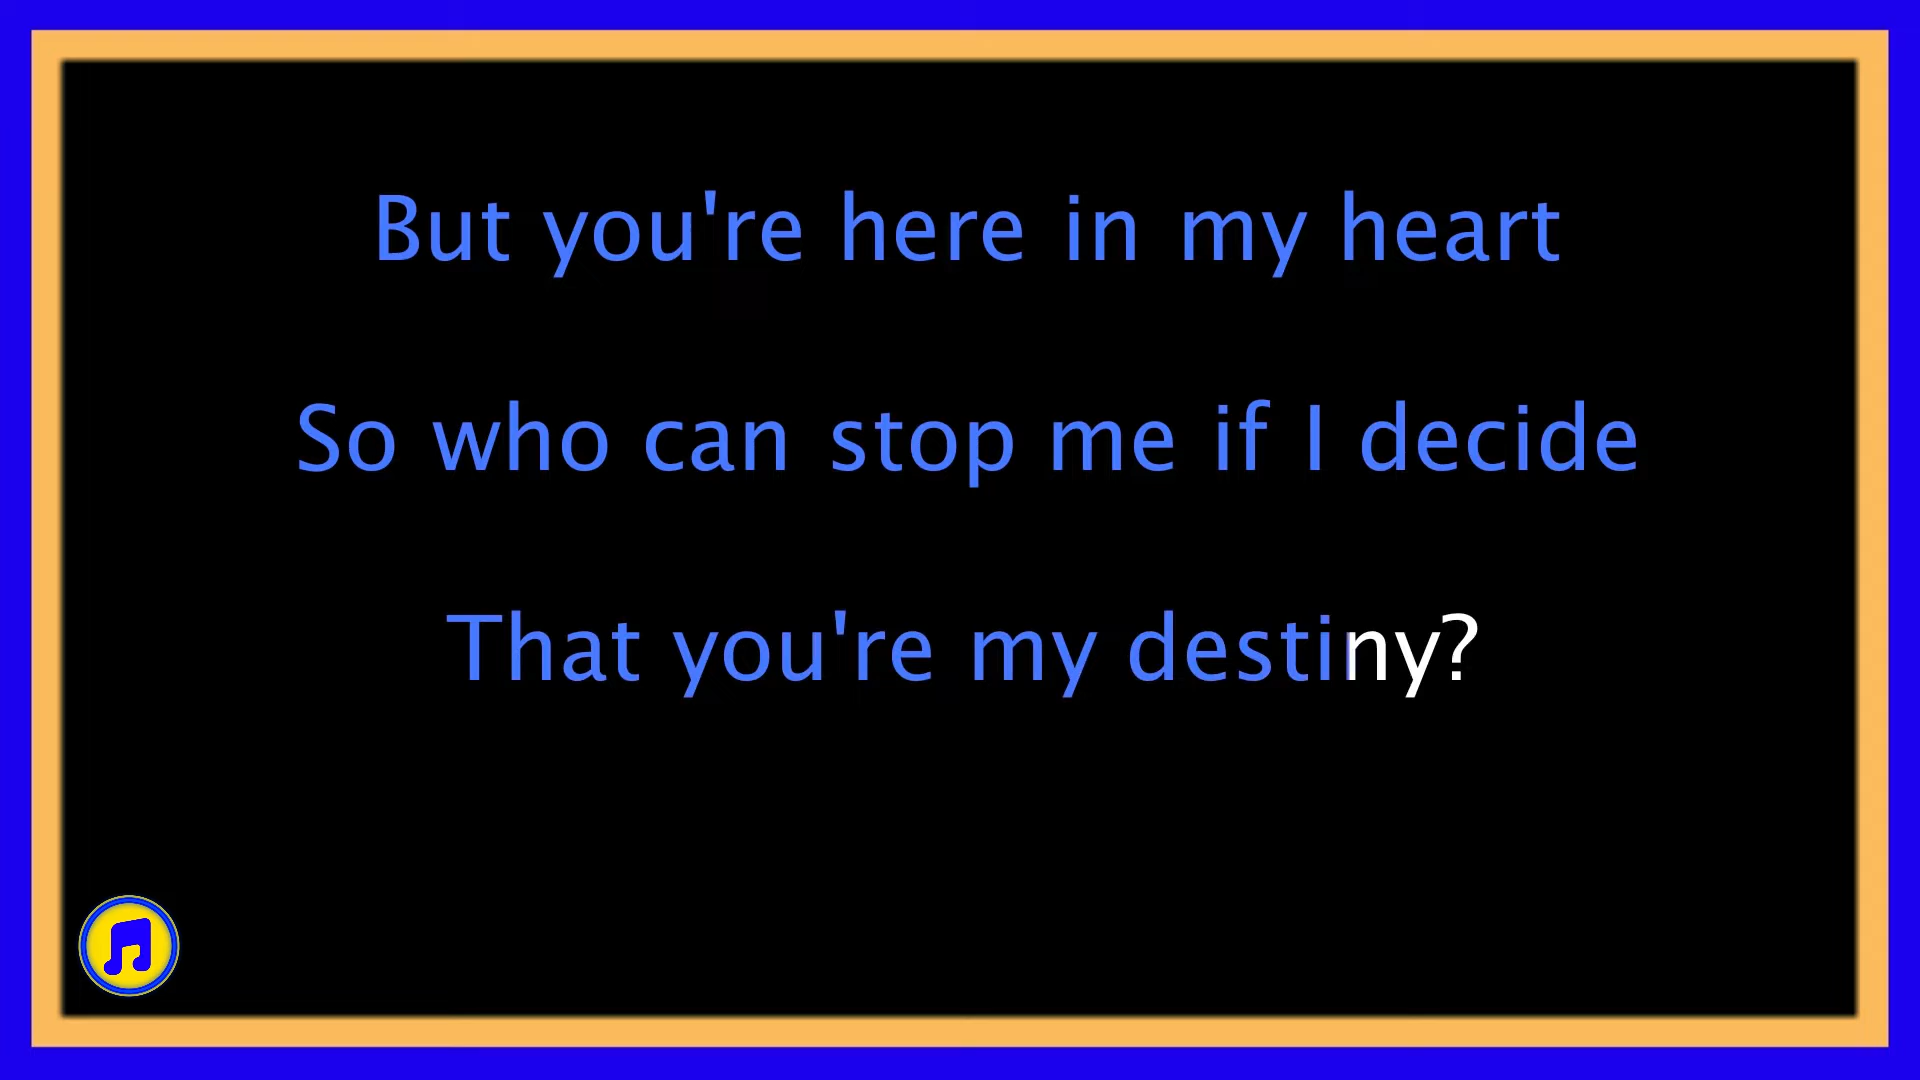 But you're here in my heart
So who can stop me if I decide
That you're my destiny?